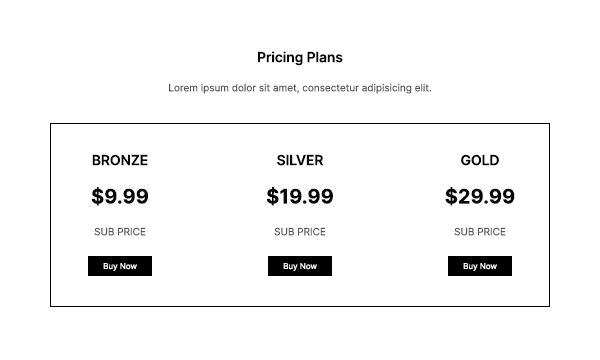 Pricing Plans
Lorem ipsum dolor sit amet, consectetur adipisicing elit.
BRONZE
$9.99
SUB PRICE
Buy Now
SILVER
$19.99
SUB PRICE
Buy Now
GOLD
$29.99
SUB PRICE
Buy Now